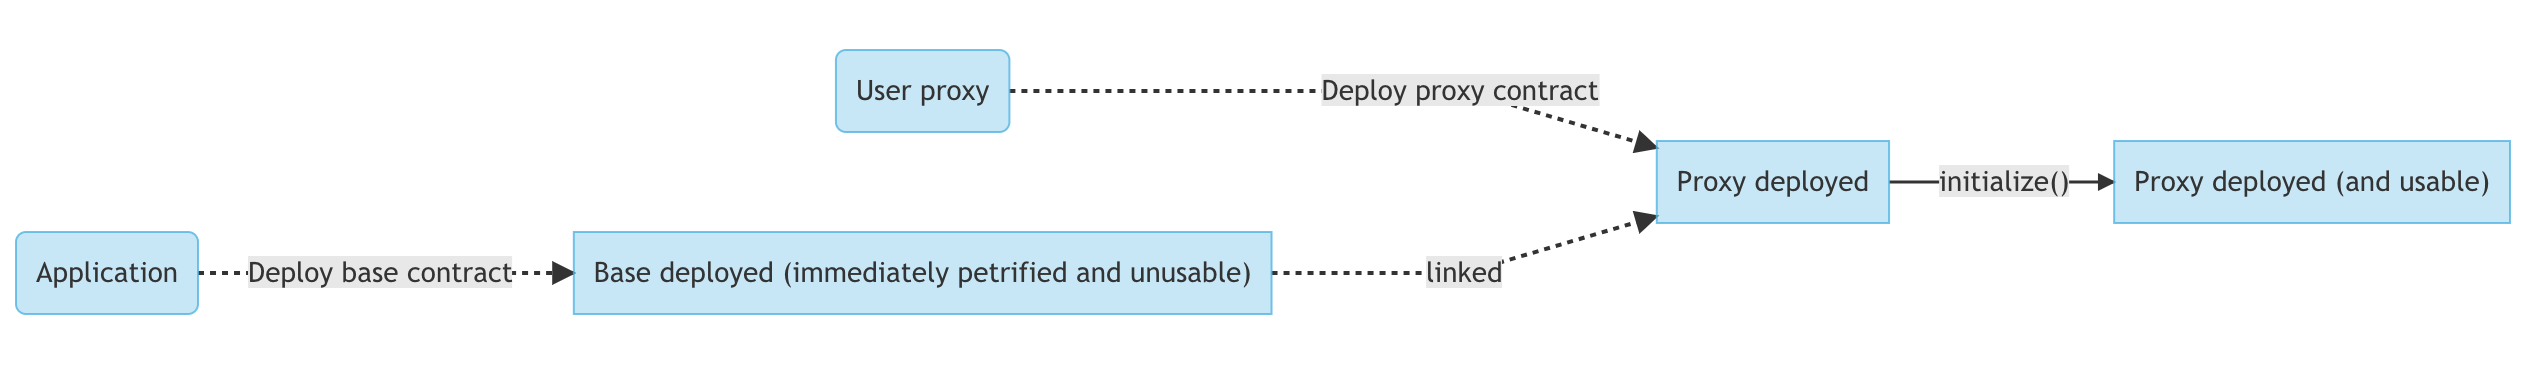 User proxy
Deploy proxy contract
Proxy deployed
initialize()
Proxy deployed (and usable)
Application
Deploy base contract
Base deployed (immediately petrified and unusable)
linked